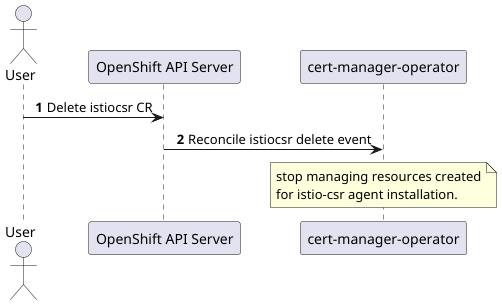 User
OpenShift API Server
cert-manager-operator
1 Delete istiocsr CR
2 Reconcile istiocsr delete event
stop managing resources created
for istio-csr agent installation.
User
OpenShift API Server
cert-manager-operator